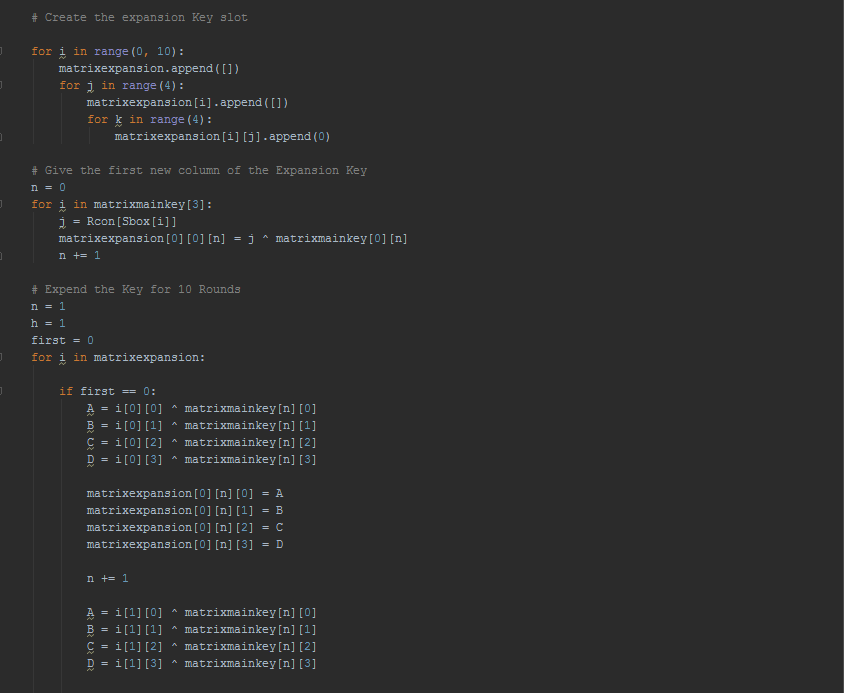 # Create the expansion Key slot
for i in range(0, 10):
matrixexpansion.append([])
for j in range(4):
matrixexpansion[i].append([])
for k in range(4):
matrixexpansion[i][j].append(0)
# Give the first new column of the Expansion Key
n = 0
for i in matrixmainkey[3]:
j = Rcon[Sbox[i]]
matrixexpansion[0][0][n] = j ^ matrixmainkey[0][n]
n += 1
# Expend the Key for 10 Rounds
n = 1
h = 1
first = 0
for i in matrixexpansion:
if first == 0:
A = i[0][0] ^ matrixmainkey[n][0]
B = i[0][1] ^ matrixmainkey[n][1]
C = i[0][2] ^ matrixmainkey[n][2]
D = i[0][3] ^ matrixmainkey[n][3]
matrixexpansion[0][n][0] = A
matrixexpansion[0][n][1] = B
matrixexpansion[0][n][2] = C
matrixexpansion[0][n][3] = D
n += 1
A = i[1][0] ^ matrixmainkey[n][0]
B = i[1][1] ^ matrixmainkey[n][1]
C = i[1][2] ^ matrixmainkey[n][2]
D = i[1][3] ^ matrixmainkey[n][3]